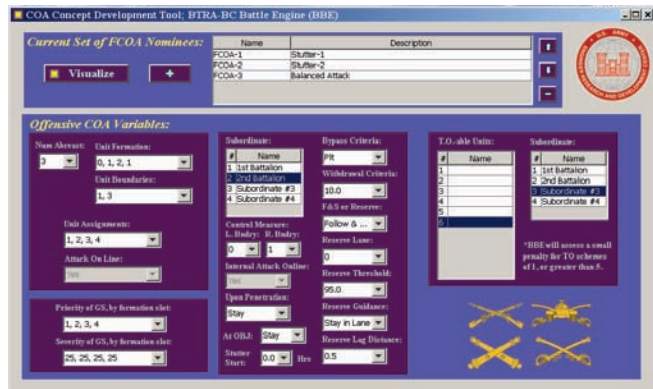 COA Concept Development Tool; BTRA-BC Battle Engine (BBE)
Current Set of FCOA Nominees:
Visualize
+
Name Description
FCOA-1 Stutter-1
FCOA-2 Stutter-2
FCOA-3 Balanced Attack
U.S. ARMY
Offensive COA Variables:
Num Abreast: Unit Formation:
3 0, 1, 2, 1
Unit Boundaries:
1, 3
Unit Assignments:
1, 2, 3, 4
Attack On Line:
Yes
Priority of GS, by formation slot:
1, 2, 3, 4
Severity of GS, by formation slot:
25, 25, 25, 25
Subordinate:
# Name
1 1st Battalion
2 2nd Battalion
3 Subordinate #3
4 Subordinate #4
Control Measure:
L. Bndry: R. Bndry:
0 1
Internal Attack Online:
Yes
Upon Penetration:
Stay
At OBJ: Stay
Stutter Start: 0.0 Hrs
Bypass Criteria:
Plt
Withdrawal Criteria:
10.0
F&S or Reserve:
Follow & ...
Reserve Lane:
0
Reserve Threshold:
95.0
Reserve Guidance:
Stay in Lane
Reserve Lag Distance:
0.5
T.O.-able Units:
# Name
1
2
3
4
5
6
Subordinate:
# Name
1 1st Battalion
2 2nd Battalion
3 Subordinate #3
4 Subordinate #4
*BBE will assess a small
penalty for TO schemes
of 1, or greater than 5.